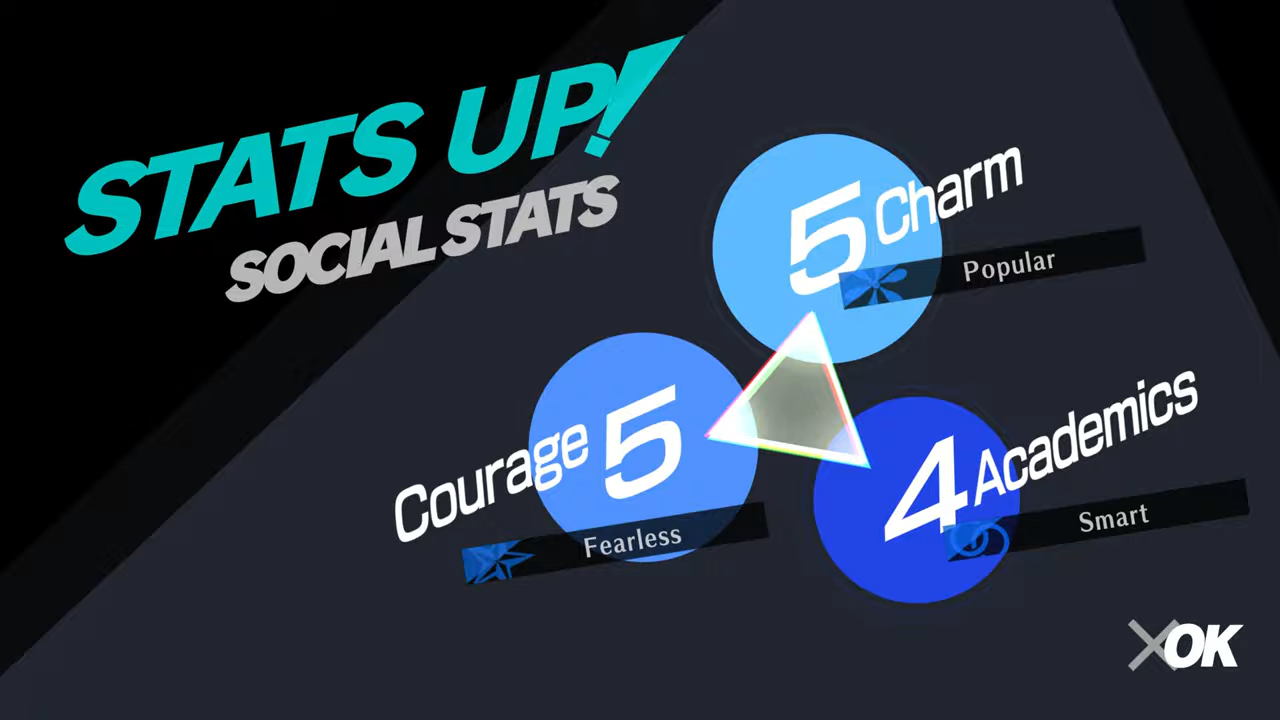 STATS UP!
SOCIAL STATS
5 Charm
Popular
Courage 5
Fearless
4 Academics
Smart
OK